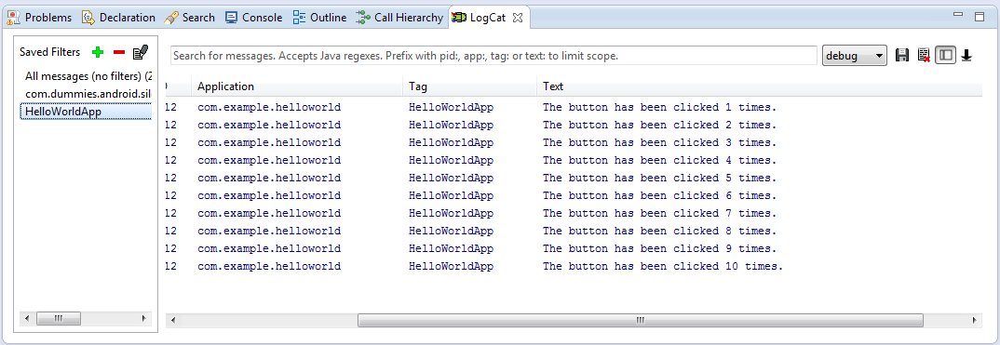 Problems Declaration Search Console Outline Call Hierarchy LogCat
Saved Filters
All messages (no filters) (2
com.dummies.android.sil
HelloWorldApp
Search for messages. Accepts Java regexes. Prefix with pid:, app:, tag: or text: to limit scope. debug
Application Tag Text
12 com.example.helloworld HelloWorldApp The button has been clicked 1 times.
12 com.example.helloworld HelloWorldApp The button has been clicked 2 times.
12 com.example.helloworld HelloWorldApp The button has been clicked 3 times.
12 com.example.helloworld HelloWorldApp The button has been clicked 4 times.
12 com.example.helloworld HelloWorldApp The button has been clicked 5 times.
12 com.example.helloworld HelloWorldApp The button has been clicked 6 times.
12 com.example.helloworld HelloWorldApp The button has been clicked 7 times.
12 com.example.helloworld HelloWorldApp The button has been clicked 8 times.
12 com.example.helloworld HelloWorldApp The button has been clicked 9 times.
12 com.example.helloworld HelloWorldApp The button has been clicked 10 times.